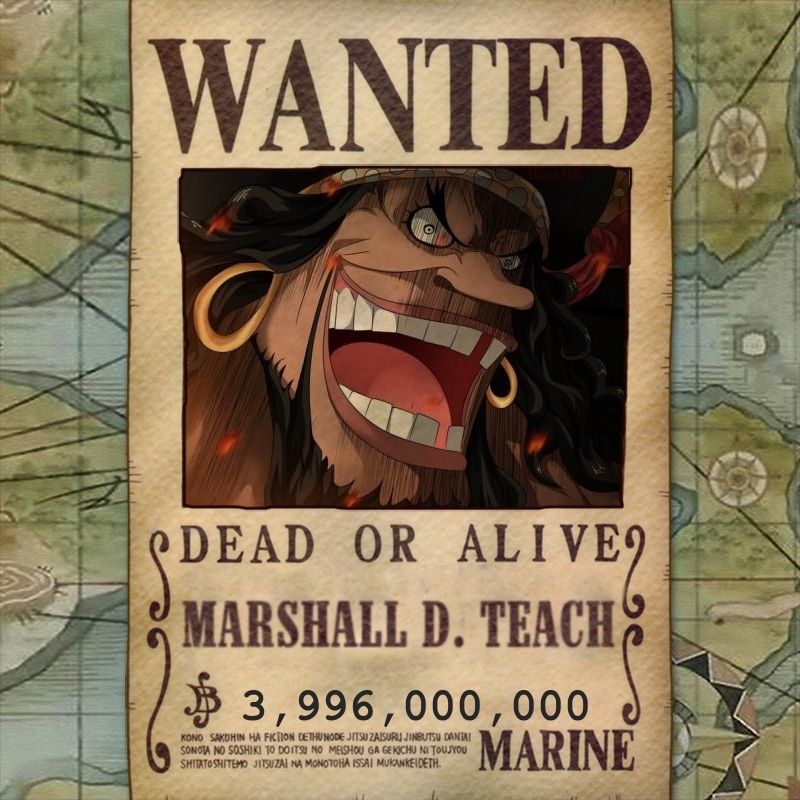 WANTED
DEAD OR ALIVE
MARSHALL D. TEACH
3,996,000,000
KONO SAKUHIN HA FICTION DETHUNODE JITSUZAISURU JINBUTSU DANTAI
SONOTA NO SOSHIKI TO DOITSU NO MEISHOU GA GEKICHU NI TOUJYOU
SHITATOSHITEMO JITSUZAI NA MONOTOHA ISSAI MUKANKEIDETH.
MARINE